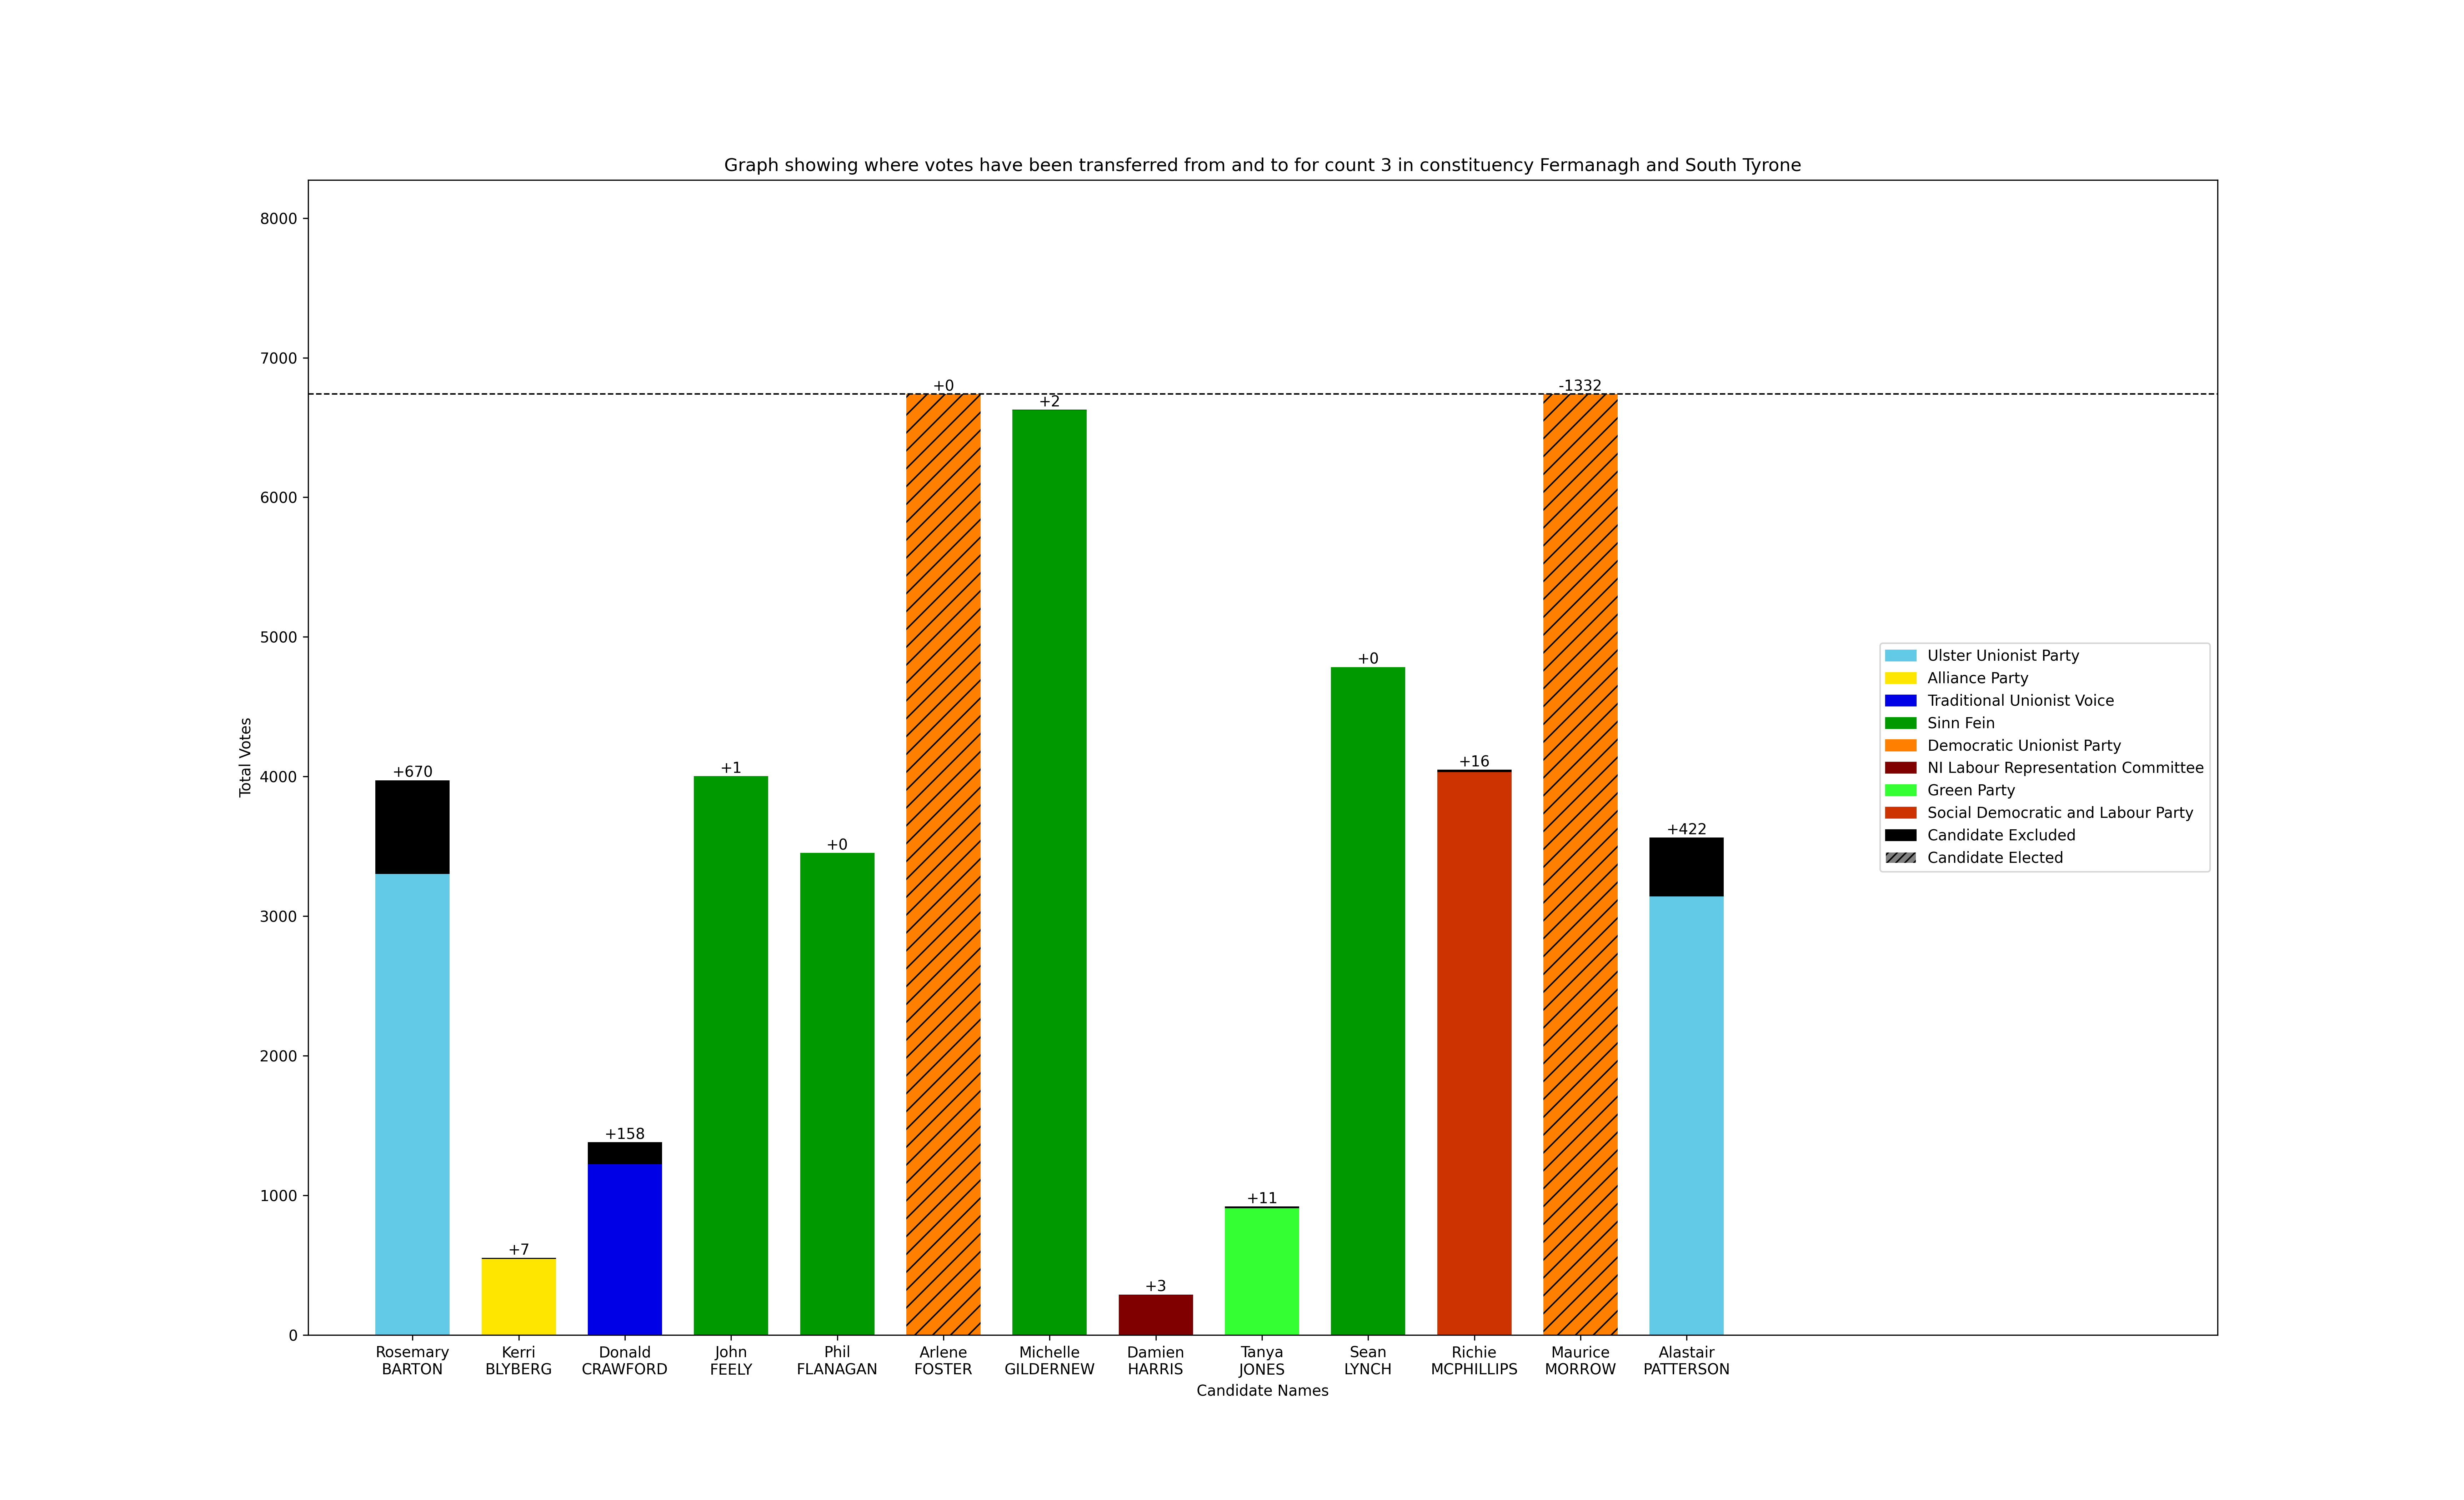 Graph showing where votes have been transferred from and to for count 3 in constituency Fermanagh and South Tyrone
Total Votes
8000
7000
6000
5000
4000
3000
2000
1000
0
+670
+7
+158
+1
+0
+0
+2
+3
+11
+0
+16
-1332
+422
Ulster Unionist Party
Alliance Party
Traditional Unionist Voice
Sinn Fein
Democratic Unionist Party
NI Labour Representation Committee
Green Party
Social Democratic and Labour Party
Candidate Excluded
Candidate Elected
Rosemary
BARTON
Kerri
BLYBERG
Donald
CRAWFORD
John
FEELY
Phil
FLANAGAN
Arlene
FOSTER
Michelle
GILDERNEW
Damien
HARRIS
Tanya
JONES
Sean
LYNCH
Richie
MCPHILLIPS
Maurice
MORROW
Alastair
PATTERSON
Candidate Names